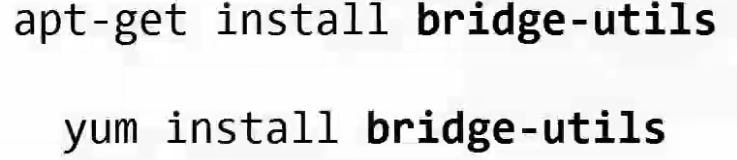 apt-get install bridge-utils
yum install bridge-utils